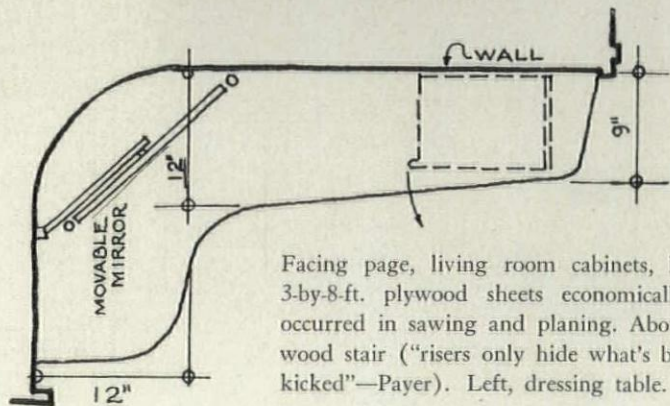 WALL
9"
12"
MOVABLE
MIRROR
12"
Facing page, living room cabinets,
3-by-8-ft. plywood sheets economical
occurred in sawing and planing. Abo
wood stair ("risers only hide what's b
kicked"—Payer). Left, dressing table.